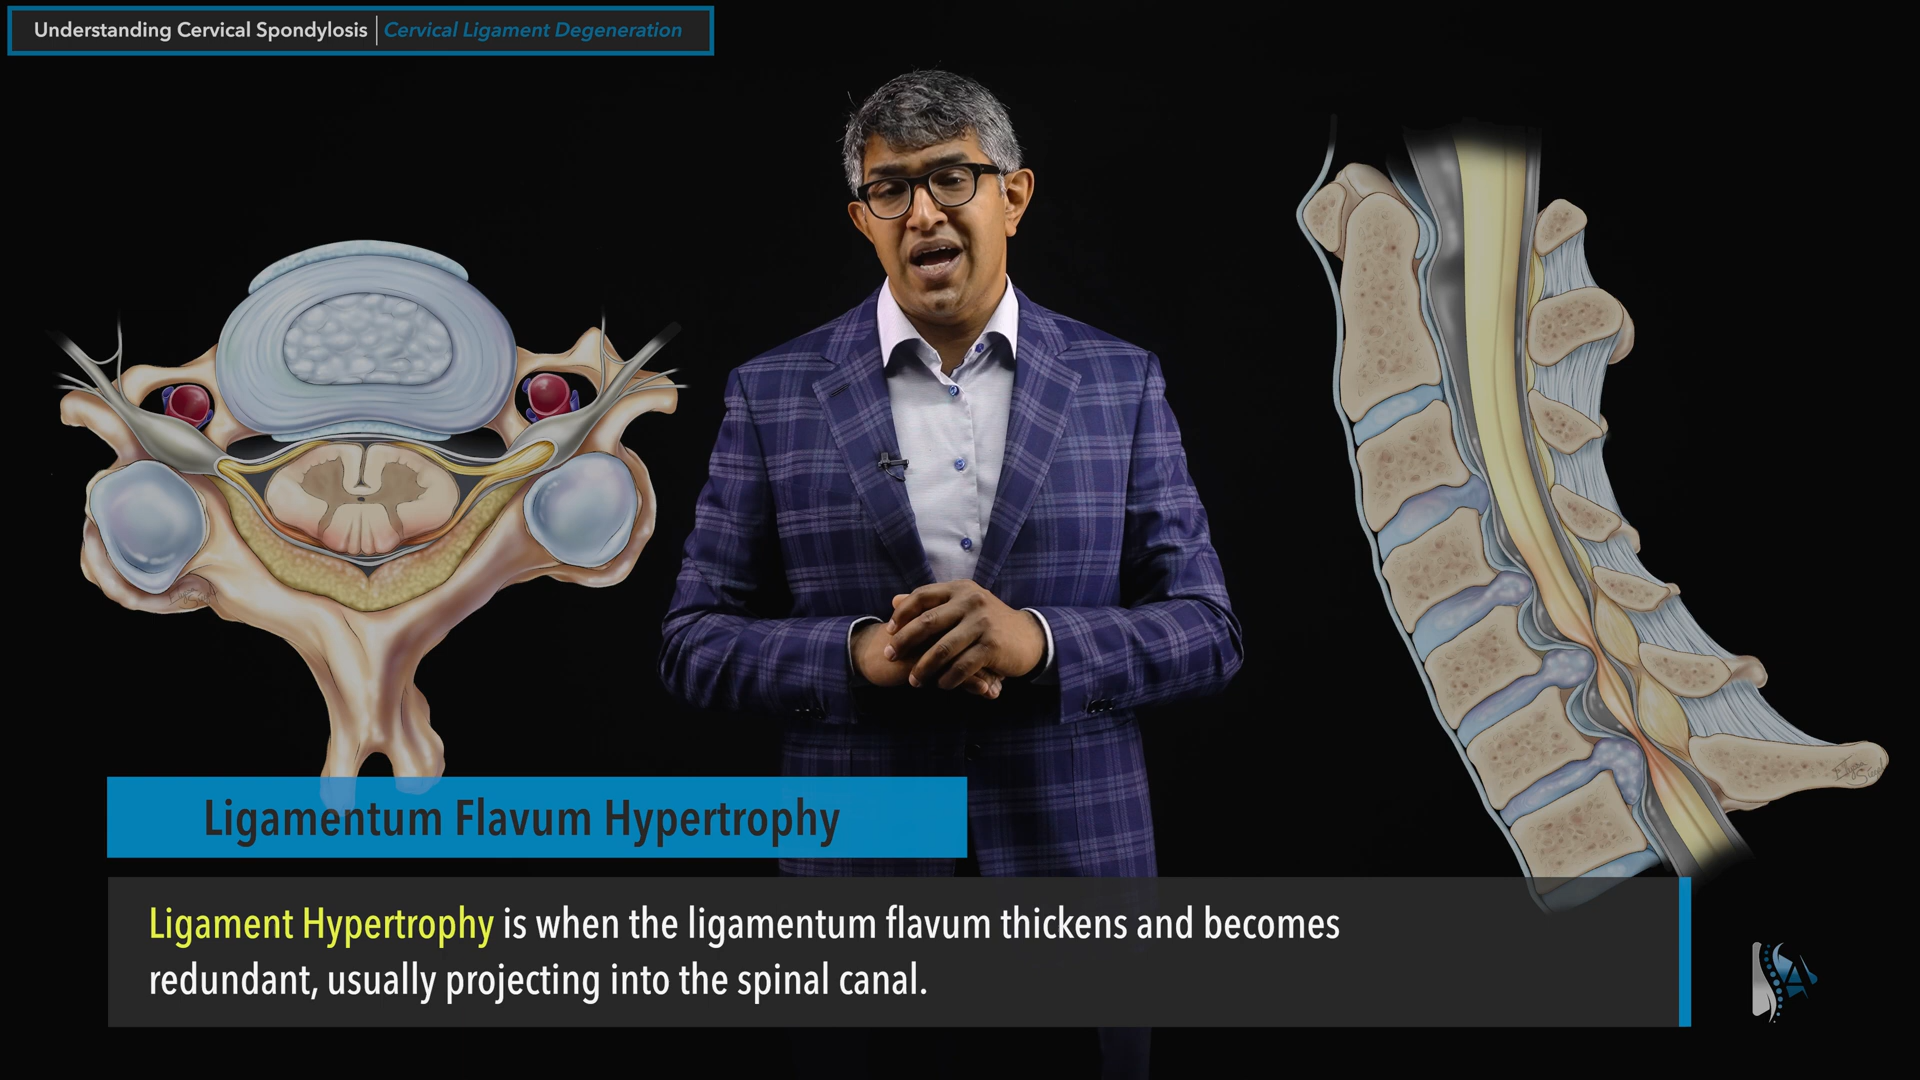 Understanding Cervical Spondylosis | Cervical Ligament Degeneration
Ligamentum Flavum Hypertrophy
Ligament Hypertrophy is when the ligamentum flavum thickens and becomes
redundant, usually projecting into the spinal canal.